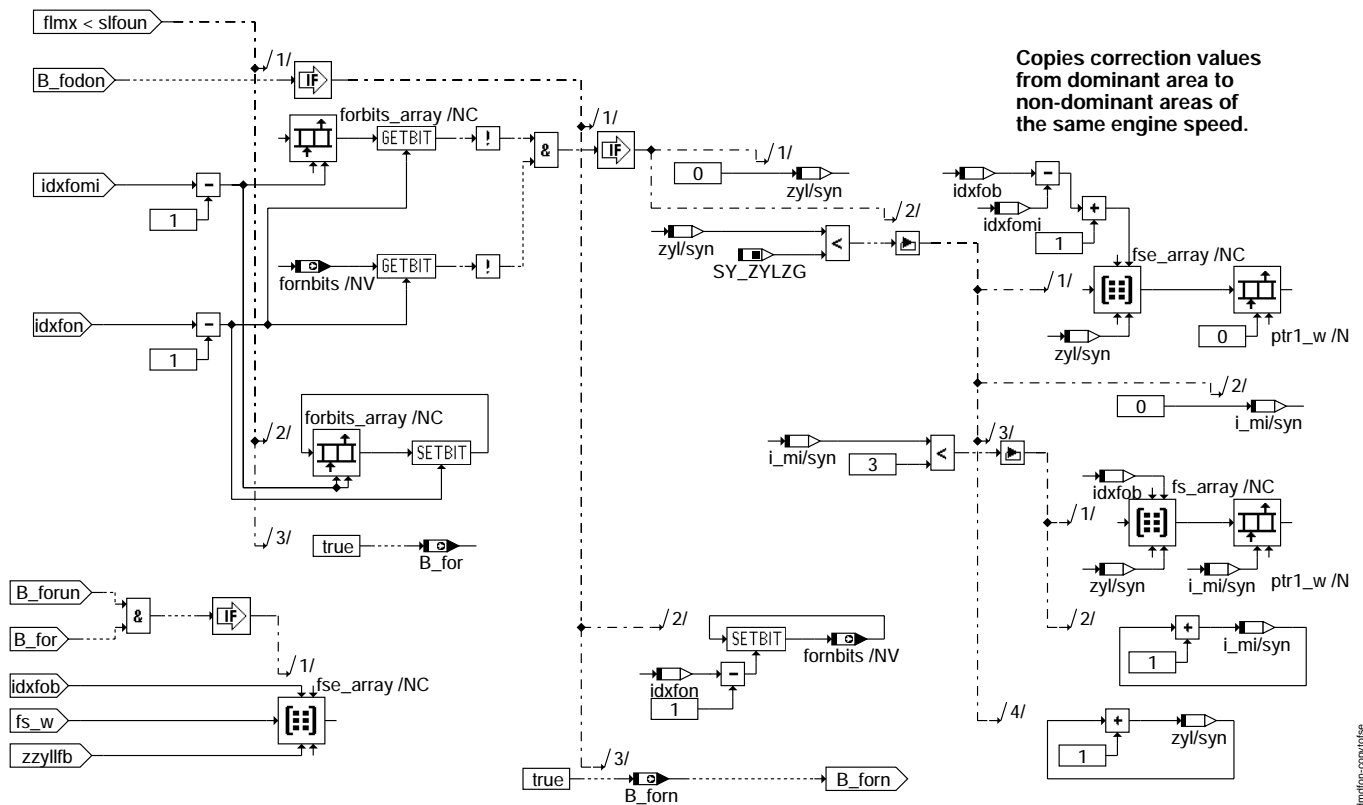 flmx < slfoun
/1/
B_fodon
IF
Copies correction values
from dominant area to
non-dominant areas of
the same engine speed.
forbits_array /NC
GETBIT
!
&
/1/
IF
/1/
0
zyl/syn
idxfomi
-
1
/2/
idxfob
-
idxfomi
+
1
zyl/syn
SY_ZYLZG
<
fornbits /NV
GETBIT
!
fse_array /NC
/1/
idxfon
-
1
zyl/syn
0
ptr1_w /N
/2/
0
i_mi/syn
forbits_array /NC
/2/
SETBIT
i_mi/syn
3
<
/3/
idxfob
fs_array /NC
/1/
/3/
true
B_for
zyl/syn
i_mi/syn
ptr1_w /N
B_forun
&
IF
B_for
/1/
/2/
SETBIT
fornbits /NV
idxfon
-
1
/2/
+
i_mi/syn
1
idxfob
fse_array /NC
fs_w
zzyllfb
/4/
+
zyl/syn
1
/3/
true
B_forn
B_forn